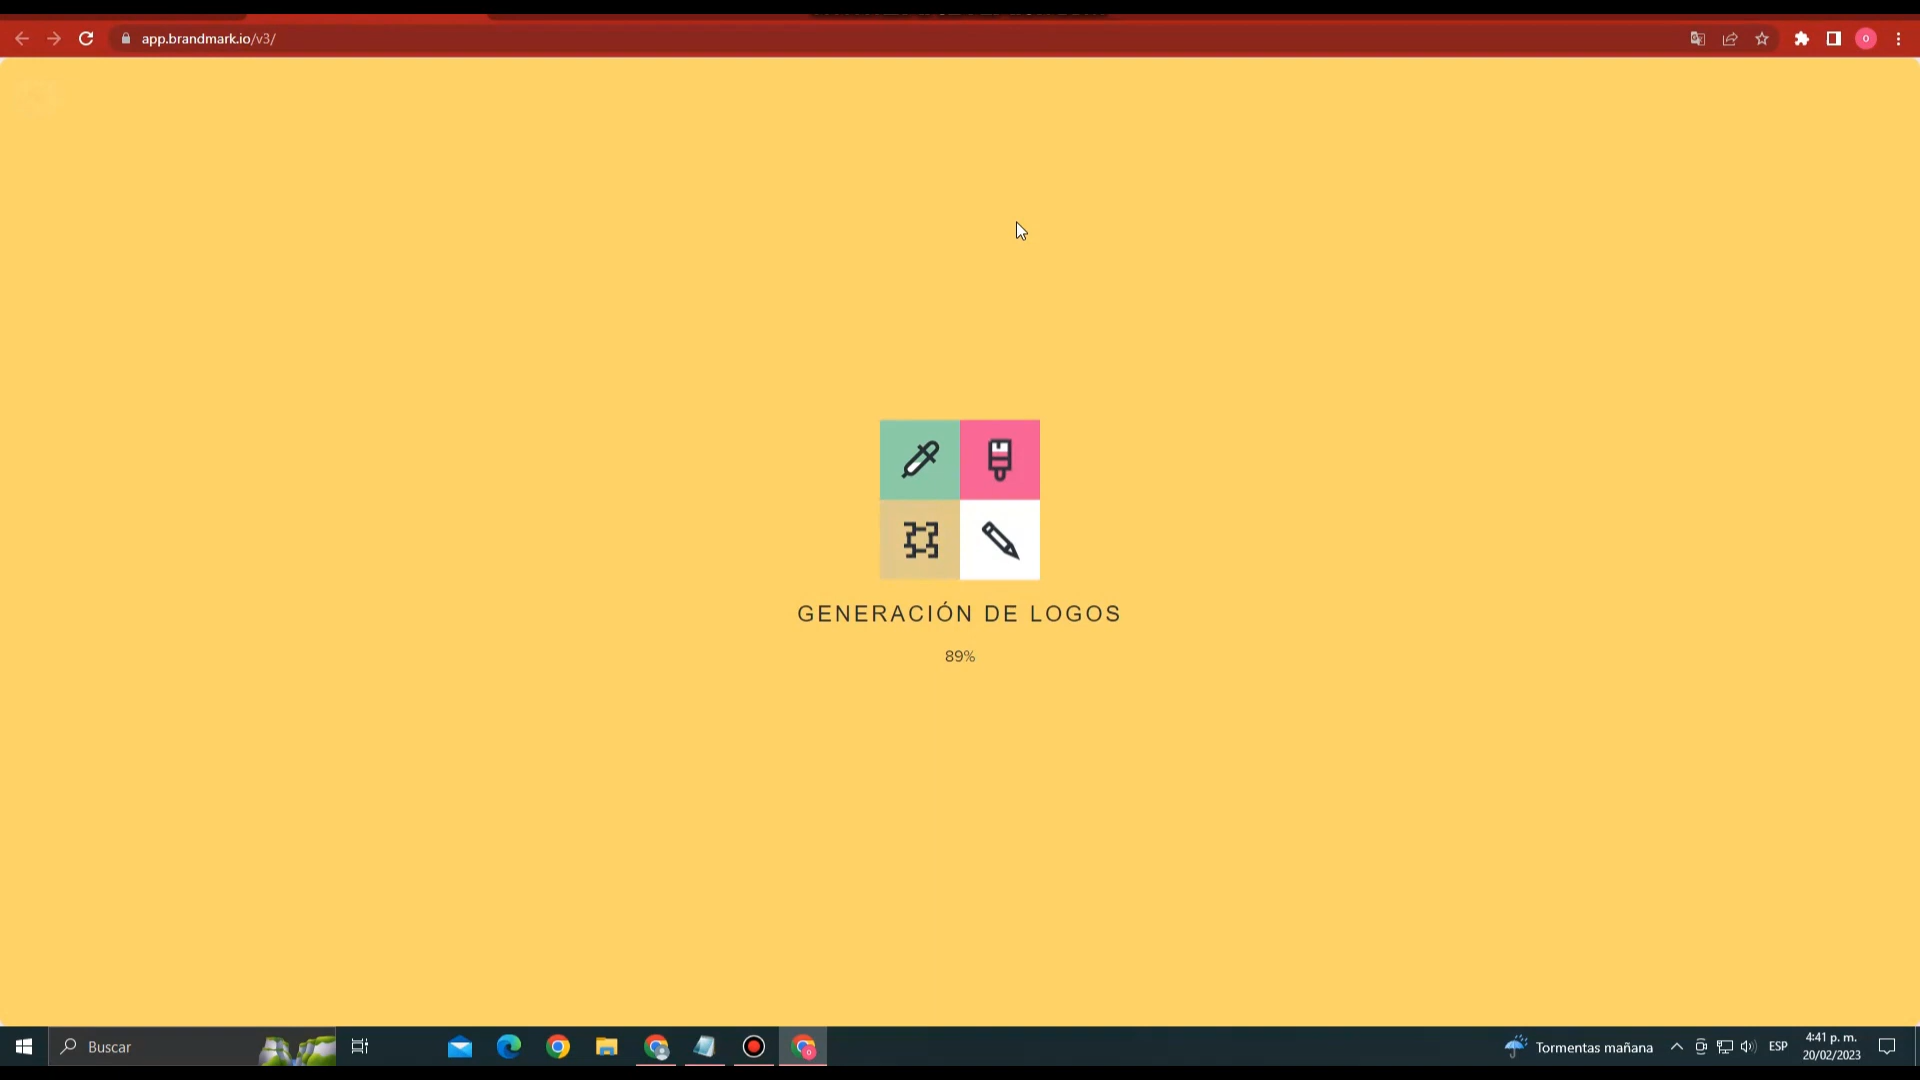 app.brandmark.io/v3/
o
GENERACIÓN DE LOGOS
89%
Buscar
Tormentas mañana
ESP
4:41 p. m.
20/02/2023